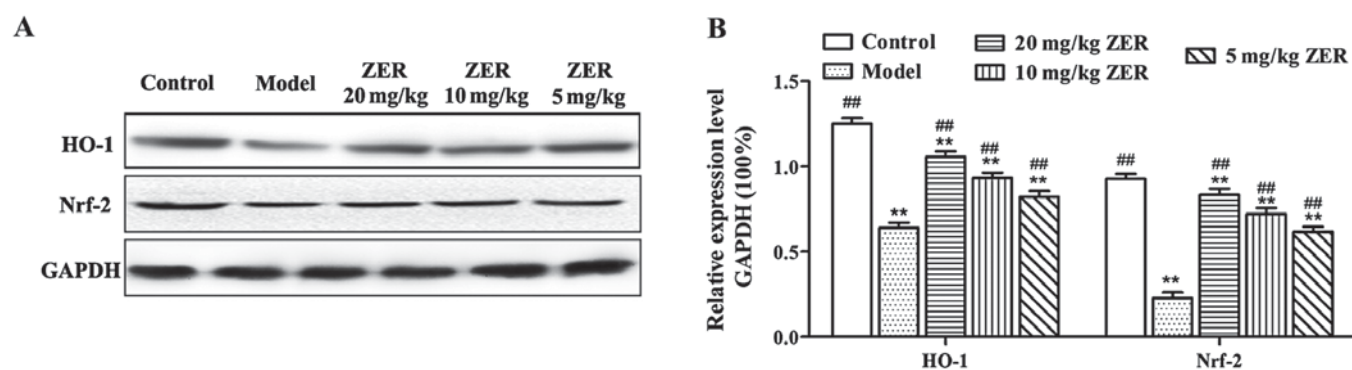 A
Control Model ZER 20 mg/kg ZER 10 mg/kg ZER 5 mg/kg
HO-1
Nrf-2
GAPDH
B
Control
Model
20 mg/kg ZER
10 mg/kg ZER
5 mg/kg ZER
Relative expression level
GAPDH (100%)
1.5
1.0
0.5
0.0
##
**
##
**
##
**
##
**
##
**
##
**
##
**
##
**
HO-1 Nrf-2